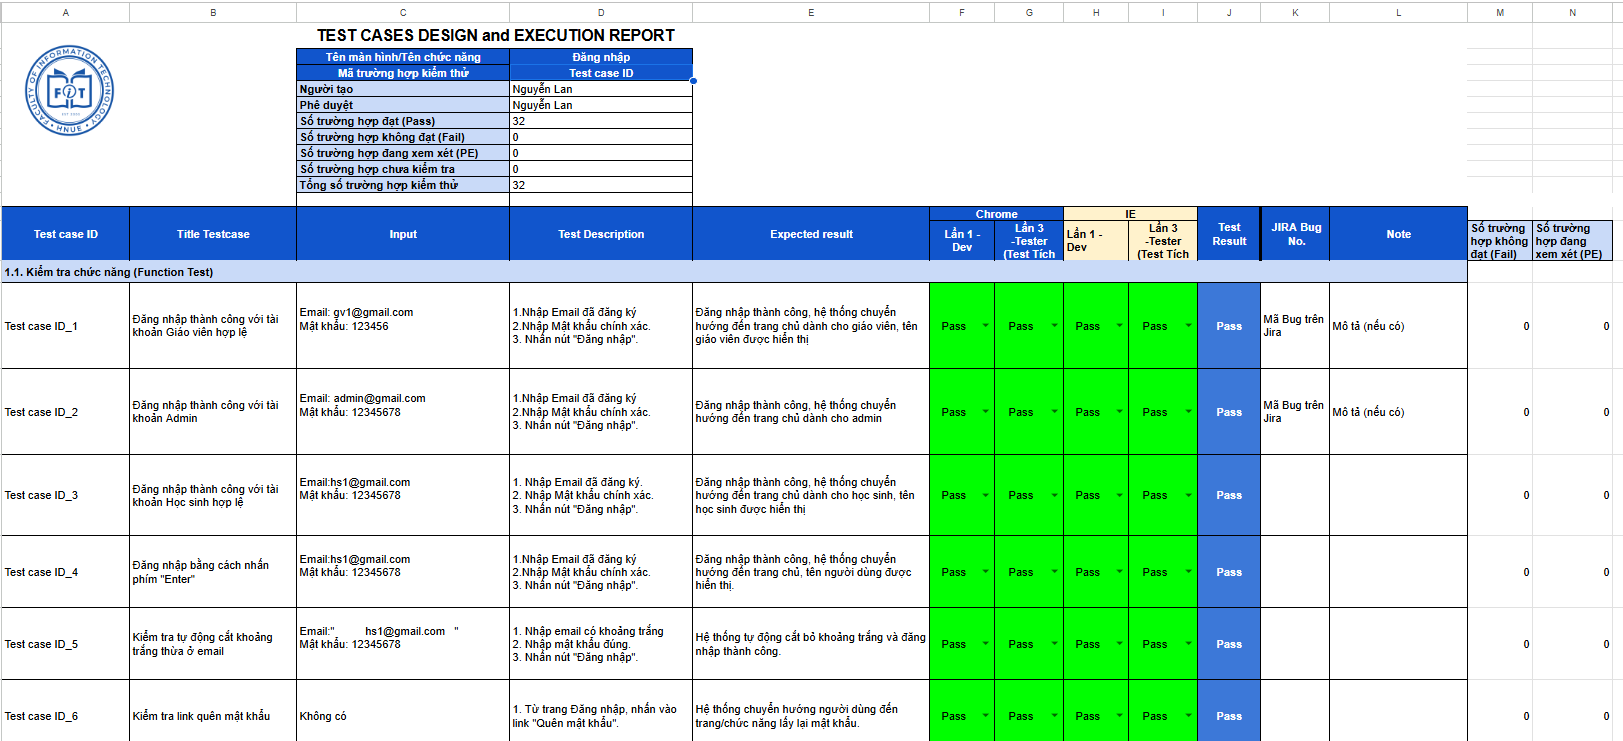 A B C D E F G H I J K L M N
FACULTY OF INFORMATION TECHNOLOGY
FiT
HNUE
TEST CASES DESIGN and EXECUTION REPORT
Tên màn hình/Tên chức năng Đăng nhập
Mã trường hợp kiểm thử Test case ID
Người tạo Nguyễn Lan
Phê duyệt Nguyễn Lan
Số trường hợp đạt (Pass) 32
Số trường hợp không đạt (Fail) 0
Số trường hợp đang xem xét (PE) 0
Số trường hợp chưa kiểm tra 0
Tổng số trường hợp kiểm thử 32
Test case ID
Title Testcase
Input
Test Description
Expected result
Chrome
Lần 1 -
Dev
Lần 3
-Tester
(Test Tích
IE
Lần 1 -
Dev
Lần 3
-Tester
(Test Tích
Test
Result
JIRA Bug
No.
Note
Số trường
hợp không
đạt (Fail)
Số trường
hợp đang
xem xét (PE)
1.1. Kiểm tra chức năng (Function Test)
Test case ID_1
Đăng nhập thành công với tài
khoản Giáo viên hợp lệ
Email: gv1@gmail.com
Mật khẩu: 123456
1.Nhập Email đã đăng ký
2.Nhập Mật khẩu chính xác.
3. Nhấn nút "Đăng nhập".
Đăng nhập thành công, hệ thống chuyển
hướng đến trang chủ dành cho giáo viên, tên
giáo viên được hiển thị
Pass Pass Pass Pass Pass
Mã Bug trên
Jira
Mô tả (nếu có)
0 0
Test case ID_2
Đăng nhập thành công với tài
khoản Admin
Email: admin@gmail.com
Mật khẩu: 12345678
1.Nhập Email đã đăng ký
2.Nhập Mật khẩu chính xác.
3. Nhấn nút "Đăng nhập".
Đăng nhập thành công, hệ thống chuyển
hướng đến trang chủ dành cho admin
Pass Pass Pass Pass Pass
Mã Bug trên
Jira
Mô tả (nếu có)
0 0
Test case ID_3
Đăng nhập thành công với tài
khoản Học sinh hợp lệ
Email:hs1@gmail.com
Mật khẩu: 12345678
1. Nhập Email đã đăng ký.
2. Nhập Mật khẩu chính xác.
3. Nhấn nút "Đăng nhập".
Đăng nhập thành công, hệ thống chuyển
hướng đến trang chủ dành cho học sinh, tên
học sinh được hiển thị
Pass Pass Pass Pass Pass
0 0
Test case ID_4
Đăng nhập bằng cách nhấn
phím "Enter"
Email:hs1@gmail.com
Mật khẩu: 12345678
1.Nhập Email đã đăng ký
2.Nhập Mật khẩu chính xác.
3. Nhấn nút "Đăng nhập".
Đăng nhập thành công, hệ thống chuyển
hướng đến trang chủ, tên người dùng được
hiển thị.
Pass Pass Pass Pass Pass
0 0
Test case ID_5
Kiểm tra tự động cắt khoảng
trắng thừa ở email
Email:" hs1@gmail.com "
Mật khẩu: 12345678
1. Nhập email có khoảng trắng
2. Nhập mật khẩu đúng.
3. Nhấn nút "Đăng nhập".
Hệ thống tự động cắt bỏ khoảng trắng và đăng
nhập thành công.
Pass Pass Pass Pass Pass
0 0
Test case ID_6
Kiểm tra link quên mật khẩu
Không có
1. Từ trang Đăng nhập, nhấn vào
link "Quên mật khẩu".
Hệ thống chuyển hướng người dùng đến
trang/chức năng lấy lại mật khẩu.
Pass Pass Pass Pass Pass
0 0